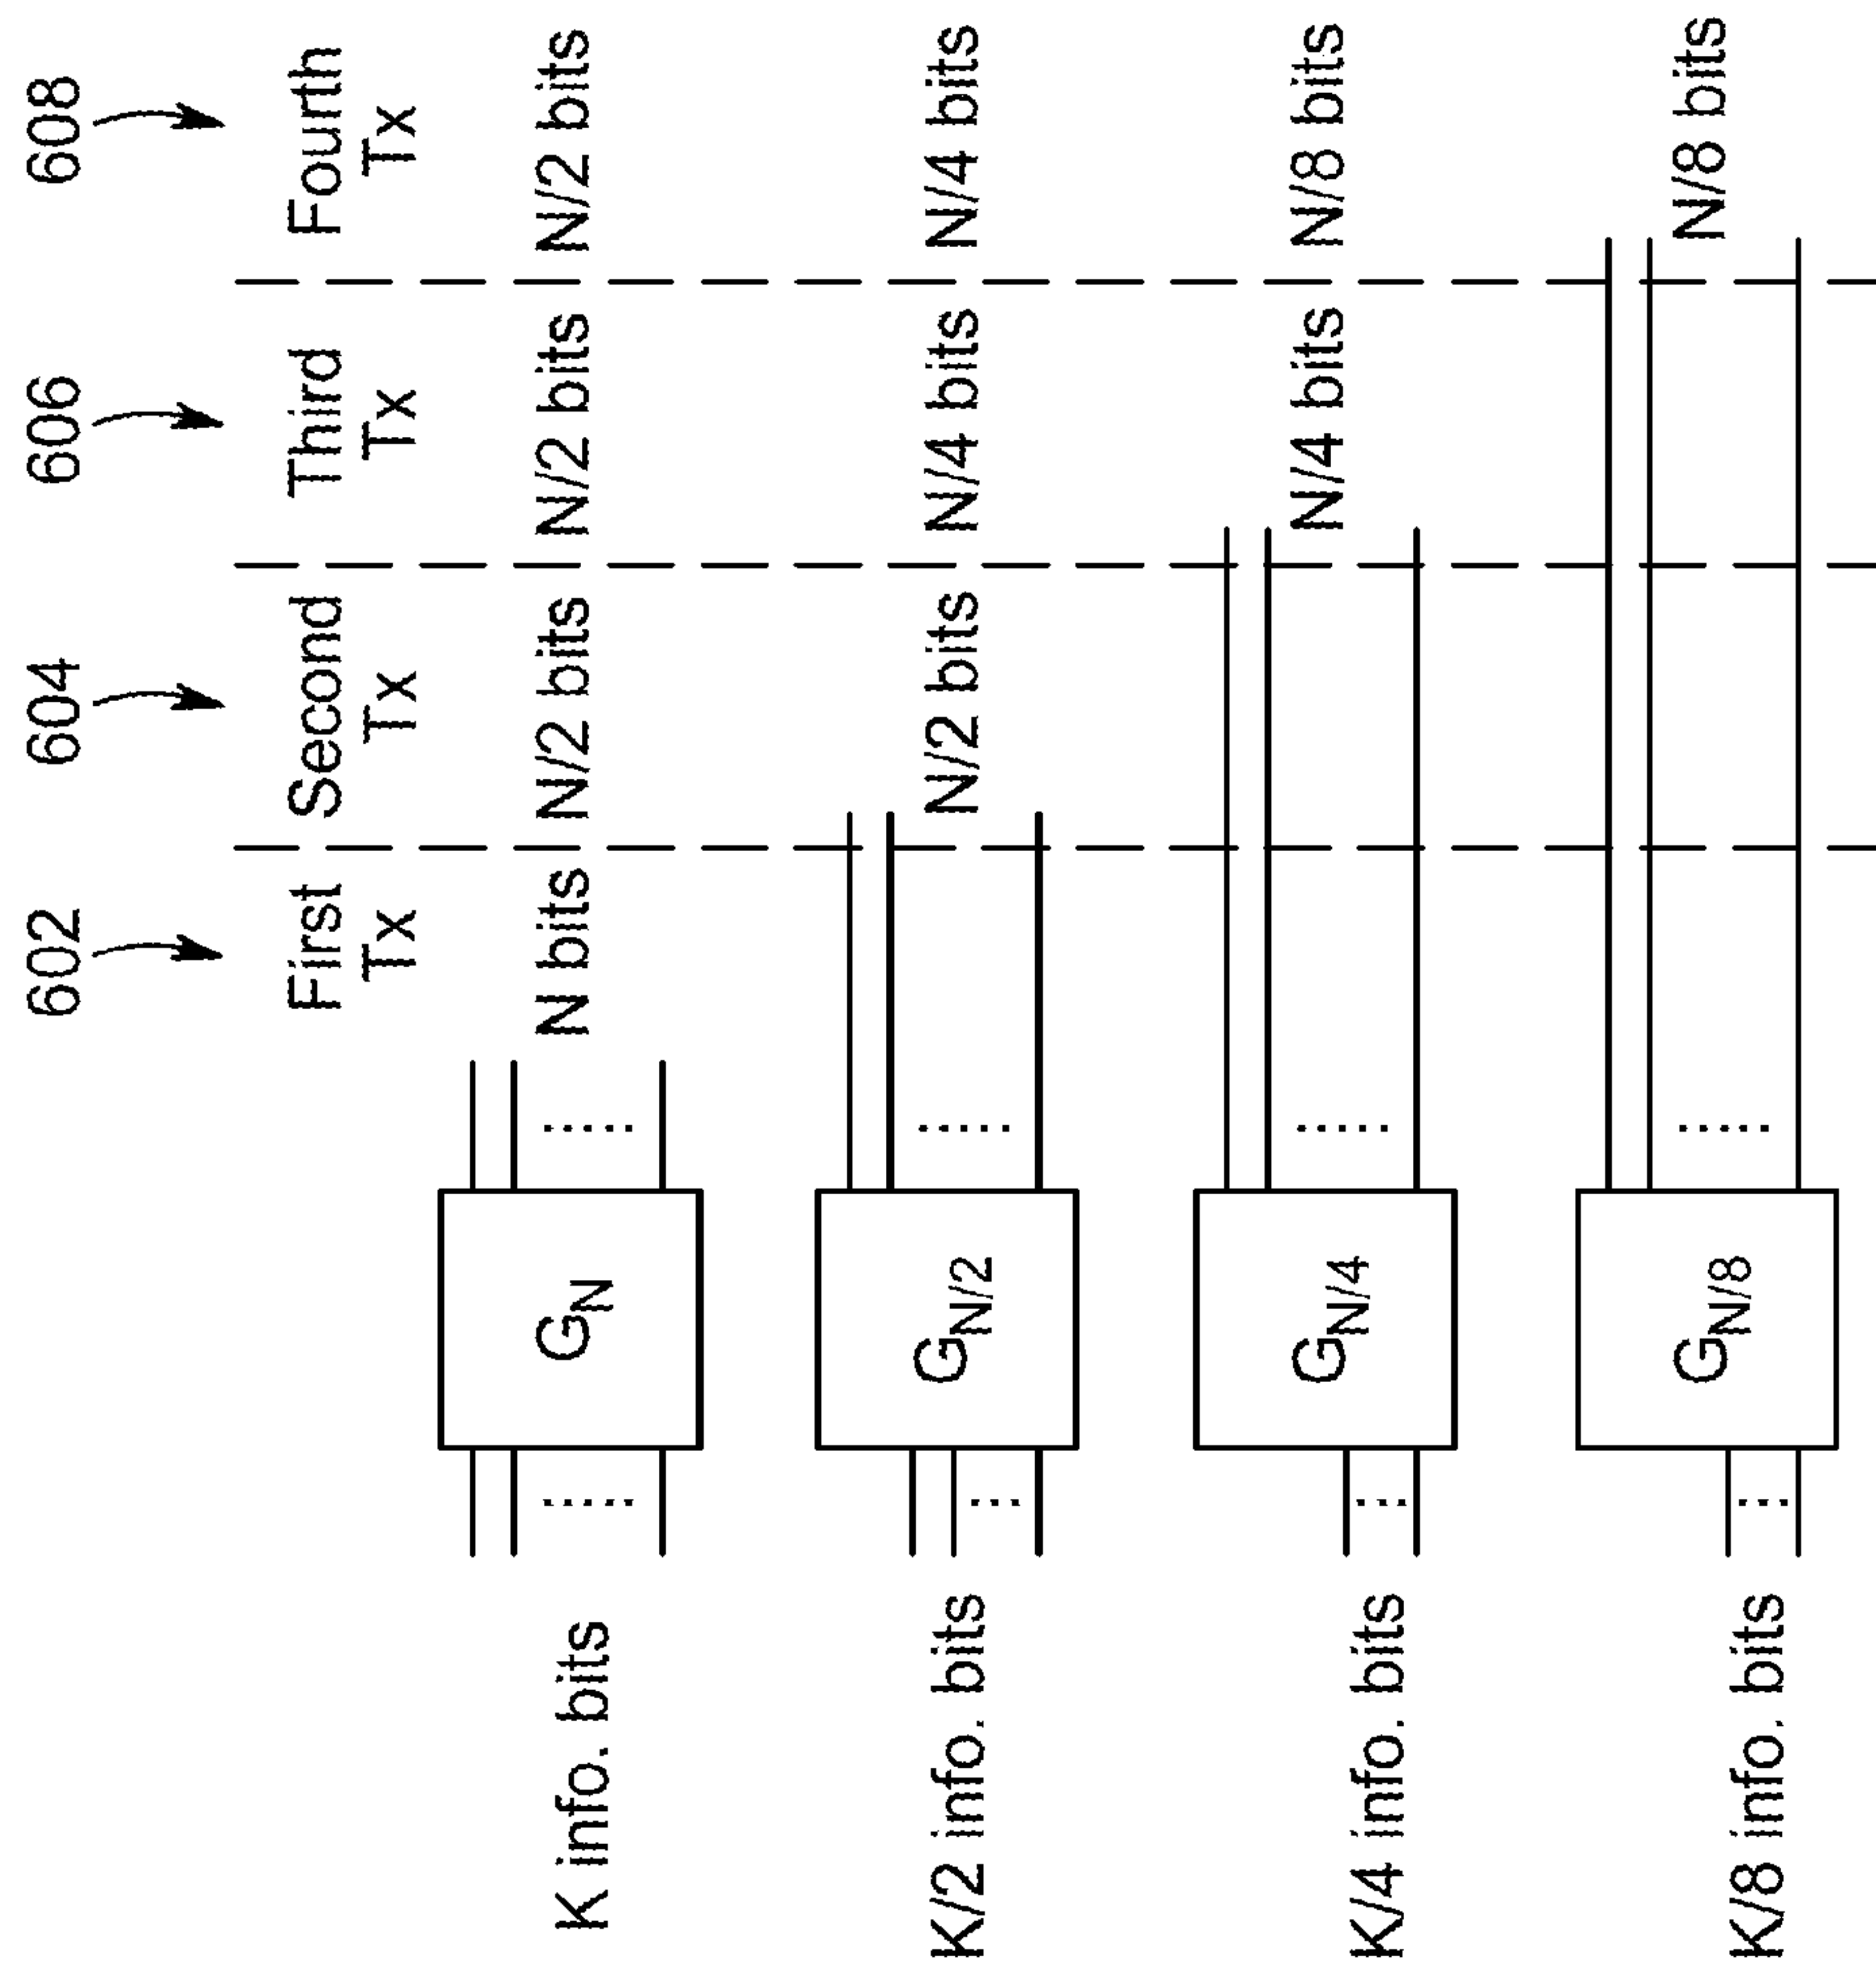 602 604 606 608
First Second Third Fourth
Tx Tx Tx Tx
K info. bits G_N N bits N/2 bits N/2 bits N/2 bits
K/2 info. bits G_N/2 N/2 bits N/4 bits N/4 bits
K/4 info. bits G_N/4 N/4 bits N/8 bits
K/8 info. bits G_N/8 N/8 bits